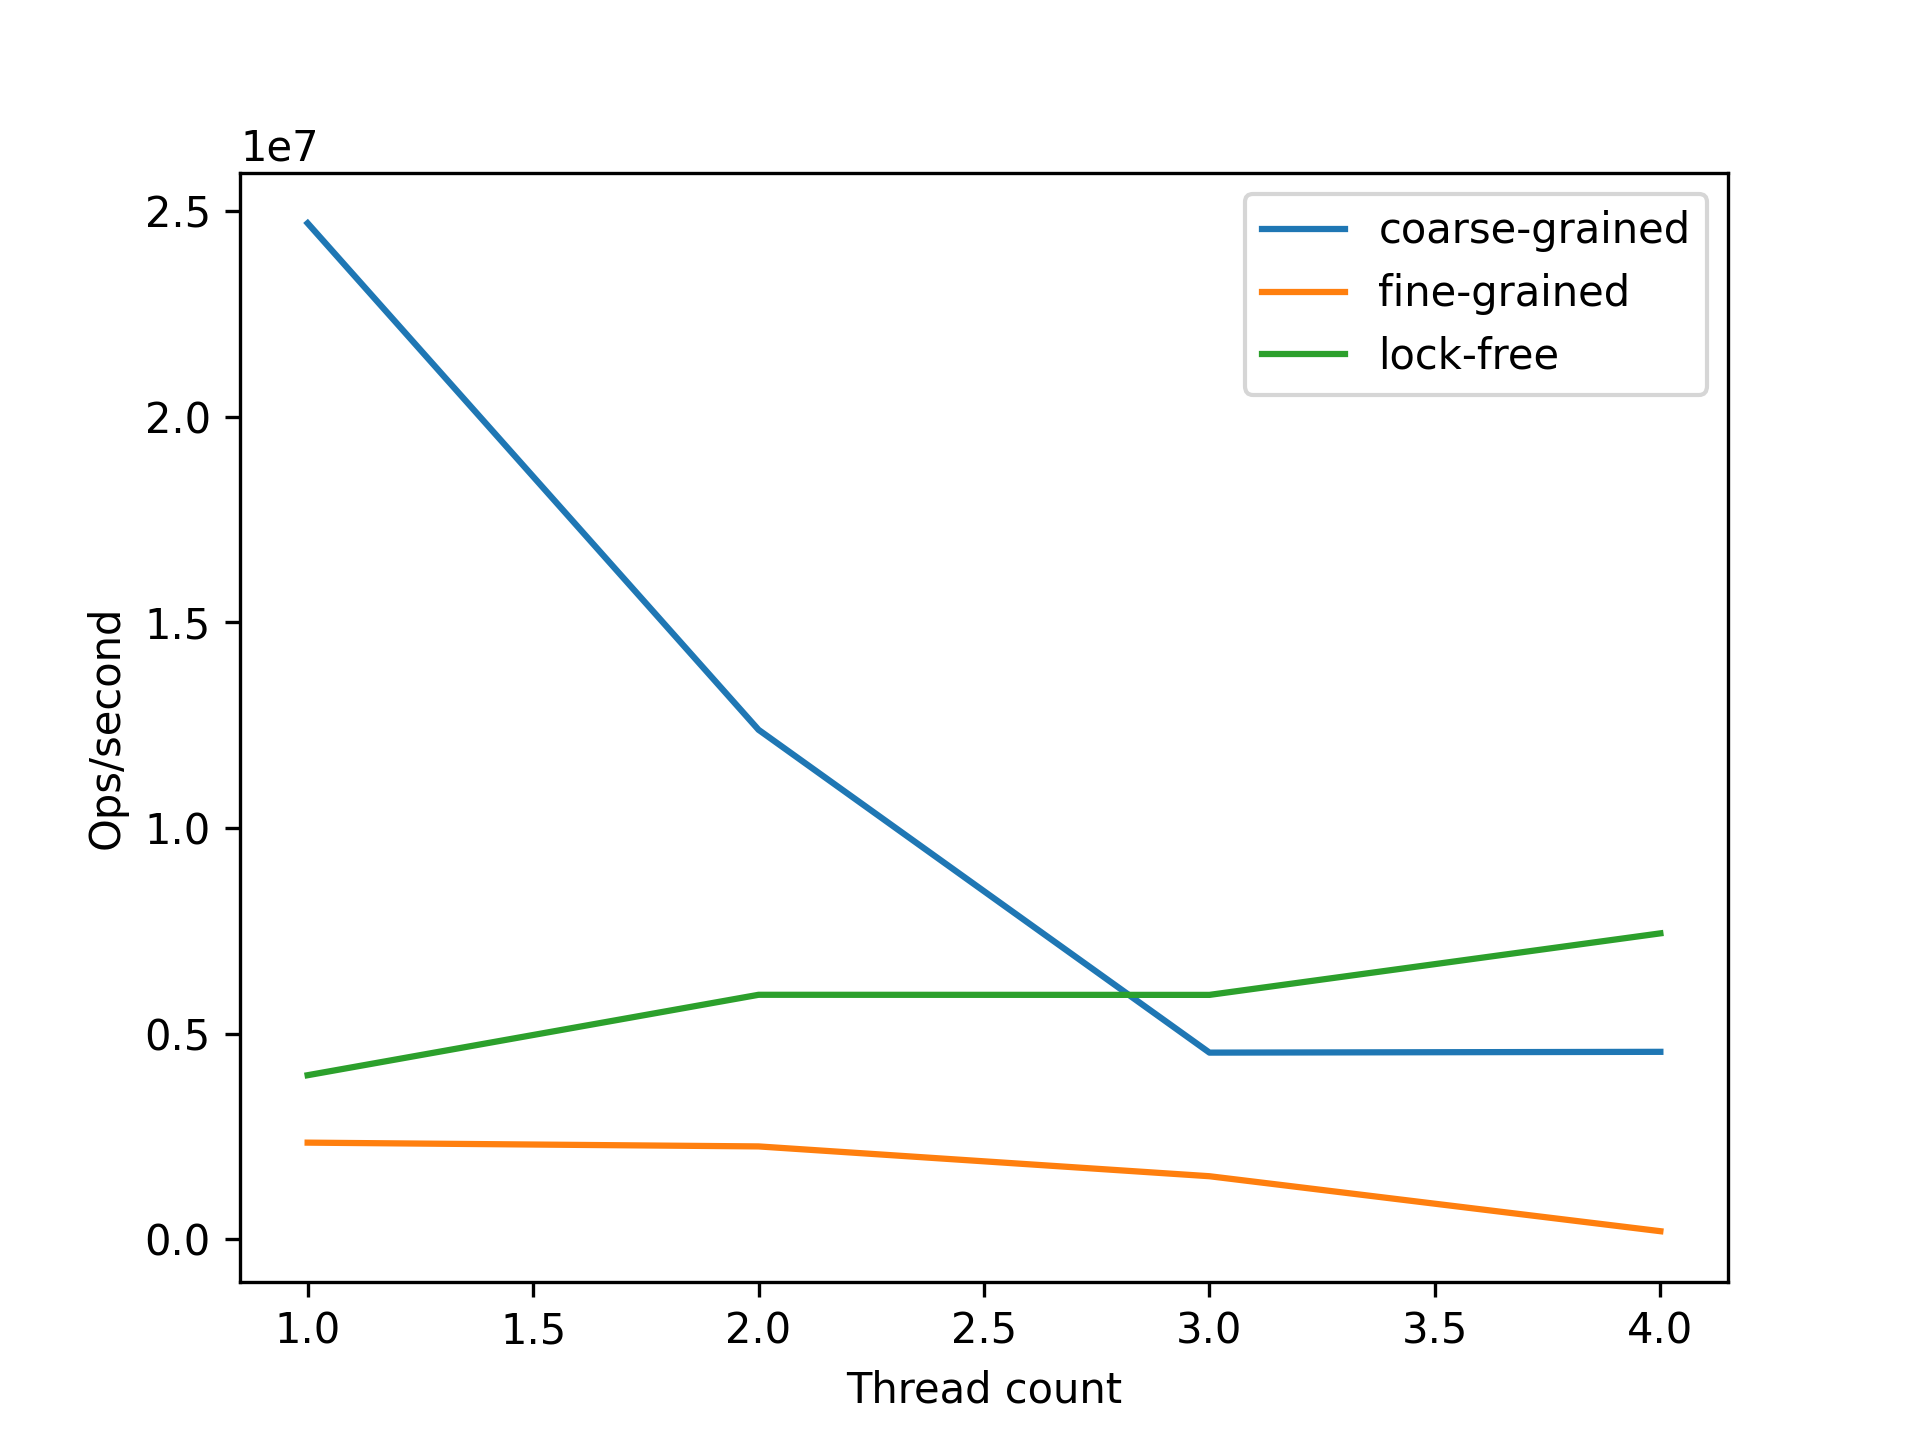 1e7
2.5
2.0
1.5
1.0
0.5
0.0
Ops/second
coarse-grained
fine-grained
lock-free
1.0 1.5 2.0 2.5 3.0 3.5 4.0
Thread count